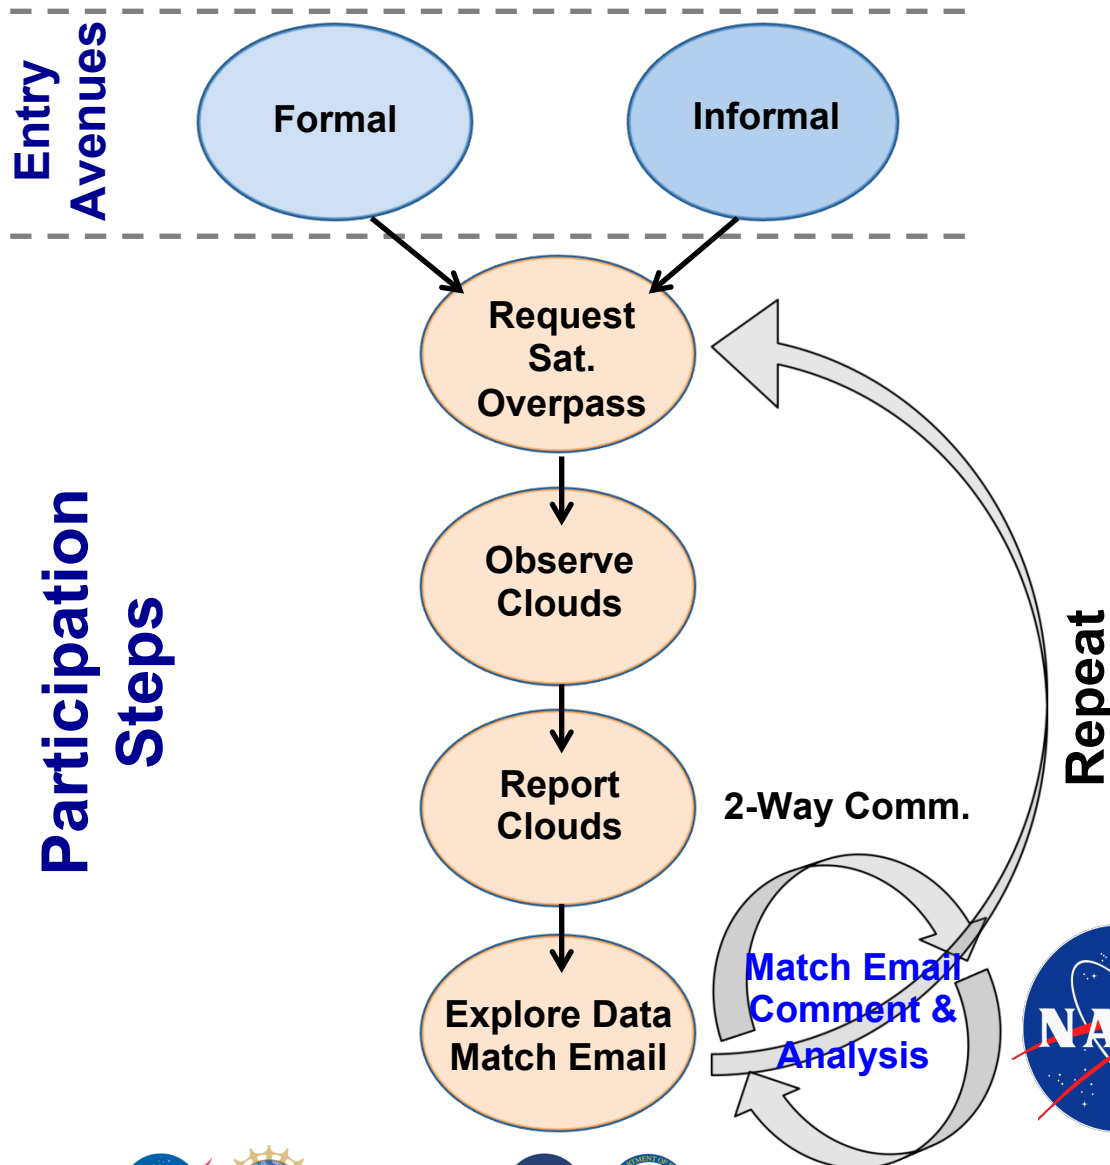 Entry
Avenues
Formal
Informal
Request
Sat.
Overpass
Observe
Clouds
Participation
Steps
Repeat
Report
Clouds
2-Way Comm.
Match Email
Comment &
Analysis
Explore Data
Match Email